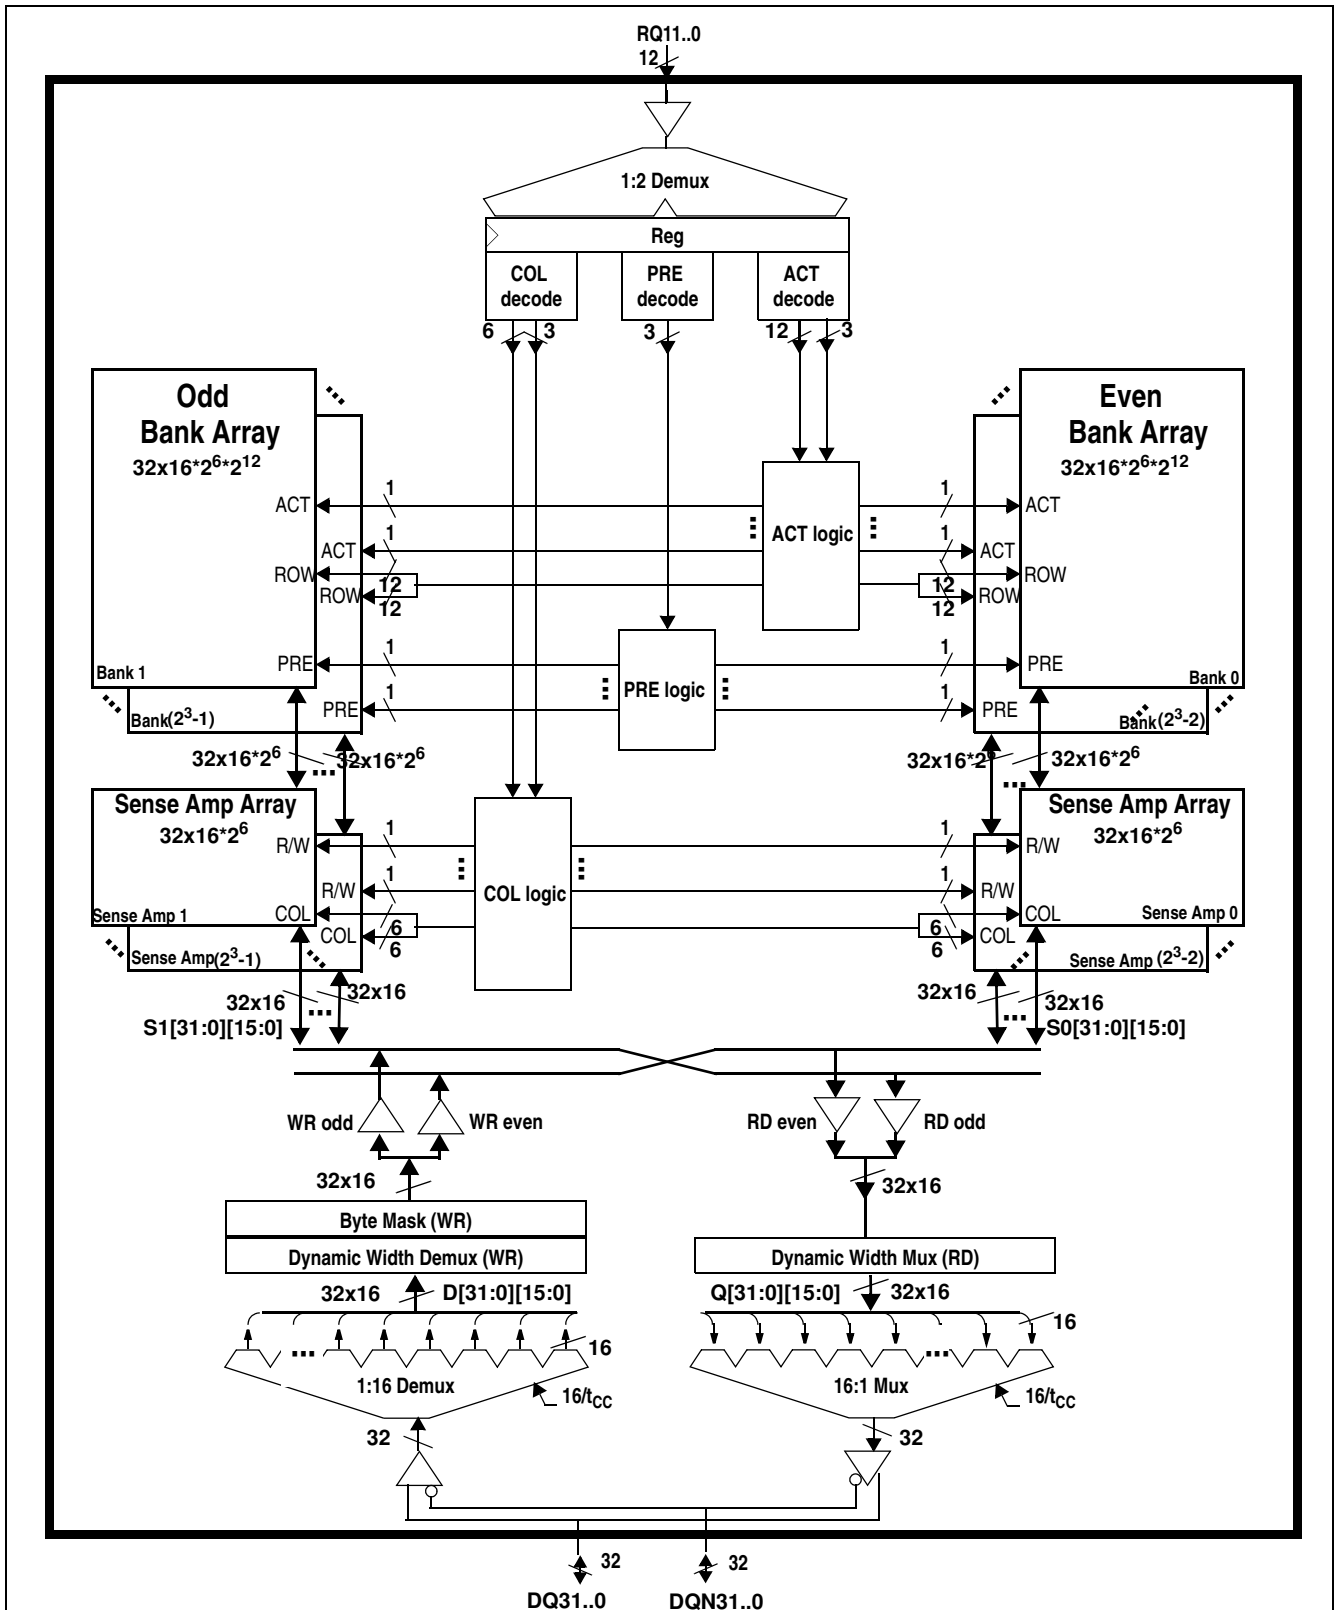 RQ11..0
12
1:2 Demux
Reg
COL decode
PRE decode
ACT decode
6
3
3
12
3
Odd
Bank Array
32x16*2^6*2^12
Even
Bank Array
32x16*2^6*2^12
ACT
1
1
ACT
ACT logic
ACT
1
1
ACT
ROW
12
12
ROW
ROW
12
12
ROW
PRE
1
1
PRE
Bank 1
Bank 0
PRE logic
PRE
1
1
PRE
Bank(2^3-1)
Bank(2^3-2)
32x16*2^6
32x16*2^6
32x16*2^6
32x16*2^6
Sense Amp Array
32x16*2^6
Sense Amp Array
32x16*2^6
R/W
1
1
R/W
R/W
1
1
R/W
COL logic
COL
6
6
COL
COL
6
6
COL
Sense Amp 1
Sense Amp 0
Sense Amp(2^3-1)
Sense Amp (2^3-2)
32x16
32x16
32x16
32x16
S1[31:0][15:0]
S0[31:0][15:0]
WR odd
WR even
RD even
RD odd
32x16
32x16
Byte Mask (WR)
Dynamic Width Demux (WR)
Dynamic Width Mux (RD)
32x16
D[31:0][15:0]
Q[31:0][15:0]
32x16
16
16
1:16 Demux
16/tCC
16:1 Mux
16/tCC
32
32
32
32
DQ31..0
DQN31..0